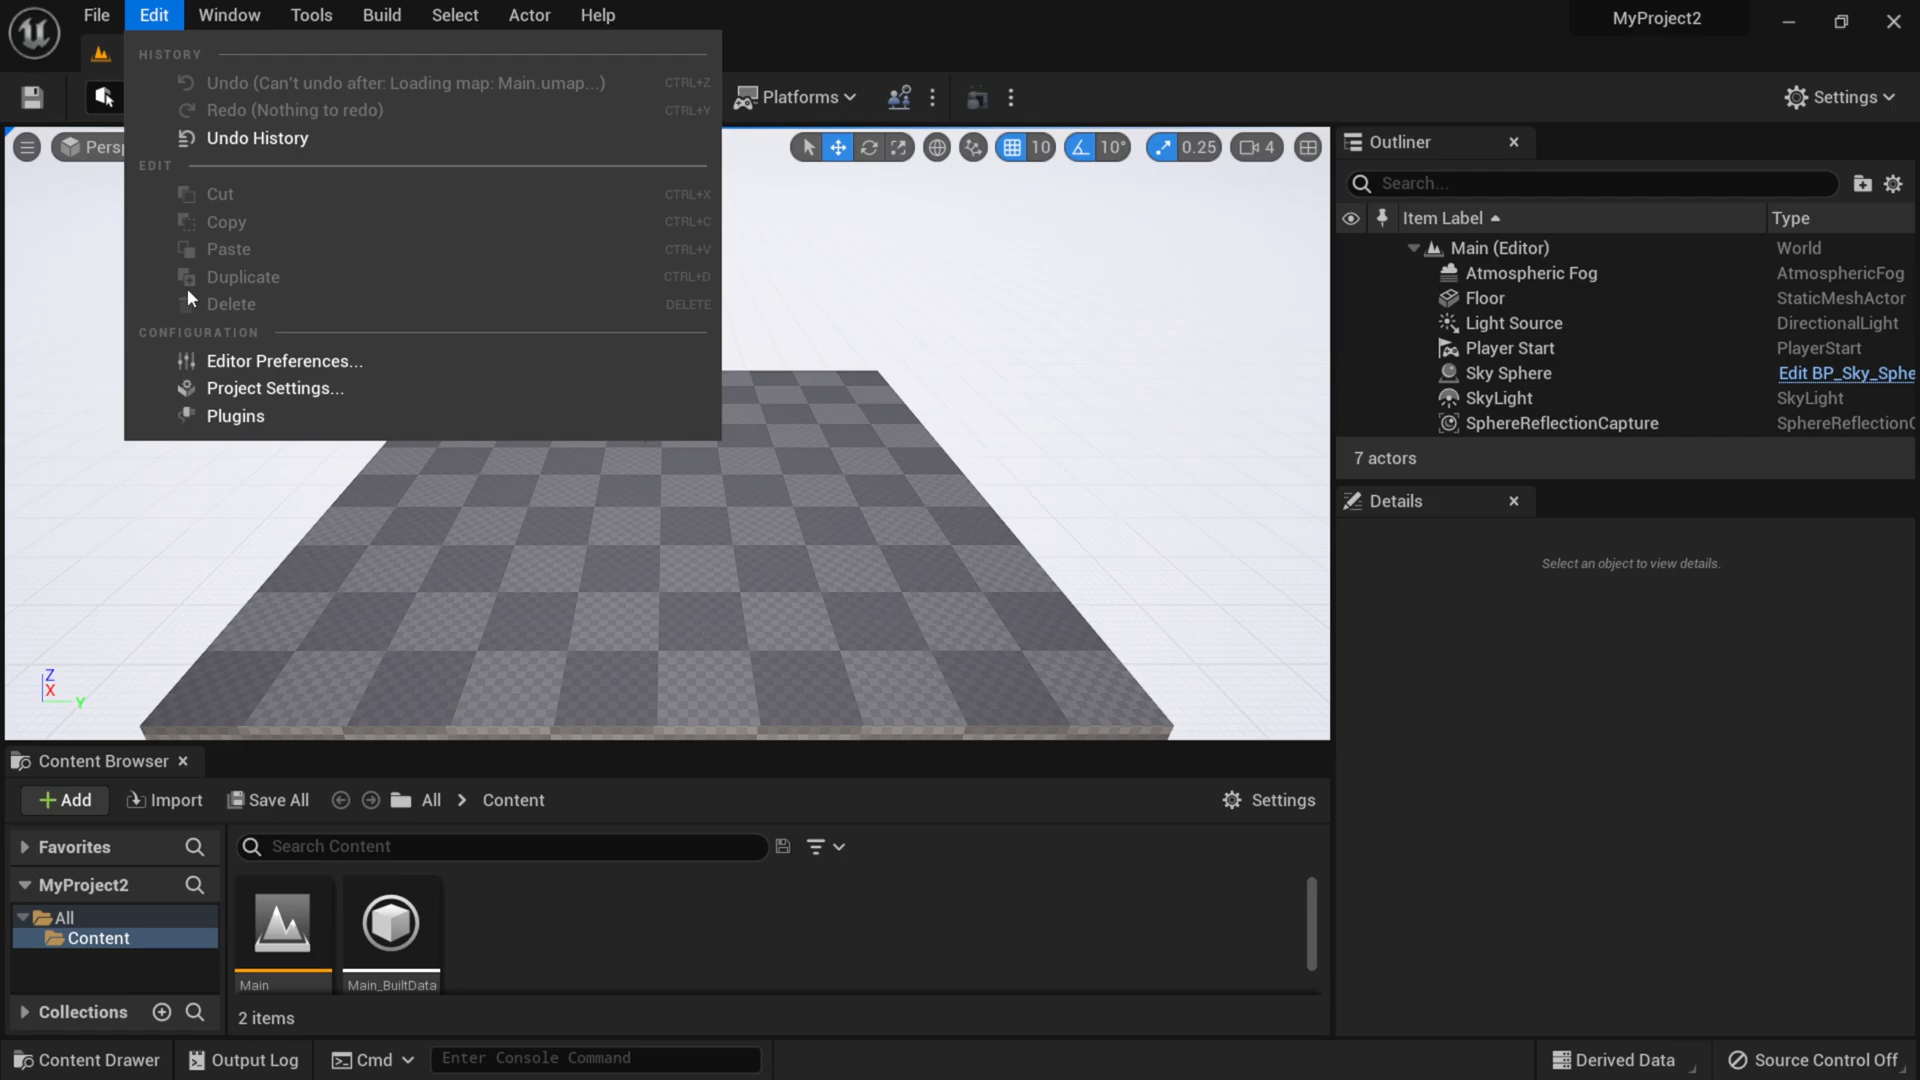 File Edit Window Tools Build Select Actor Help
MyProject2
HISTORY
Undo (Can't undo after: Loading map: Main.umap...) CTRL+Z
Redo (Nothing to redo) CTRL+Y
Undo History
EDIT
Cut CTRL+X
Copy CTRL+C
Paste CTRL+V
Duplicate CTRL+D
Delete DELETE
CONFIGURATION
Editor Preferences...
Project Settings...
Plugins
Platforms
Settings
Persp
10 10° 0.25 4
Z
X
Y
Outliner
Search...
Item Label Type
Main (Editor) World
Atmospheric Fog AtmosphericFog
Floor StaticMeshActor
Light Source DirectionalLight
Player Start PlayerStart
Sky Sphere Edit BP_Sky_Sphe
SkyLight SkyLight
SphereReflectionCapture SphereReflectionC
7 actors
Details
Select an object to view details.
Content Browser
Add Import Save All All Content Settings
Favorites
Search Content
MyProject2
All
Content
Main Main_BuiltData
Collections
2 items
Content Drawer Output Log Cmd Enter Console Command Derived Data Source Control Off